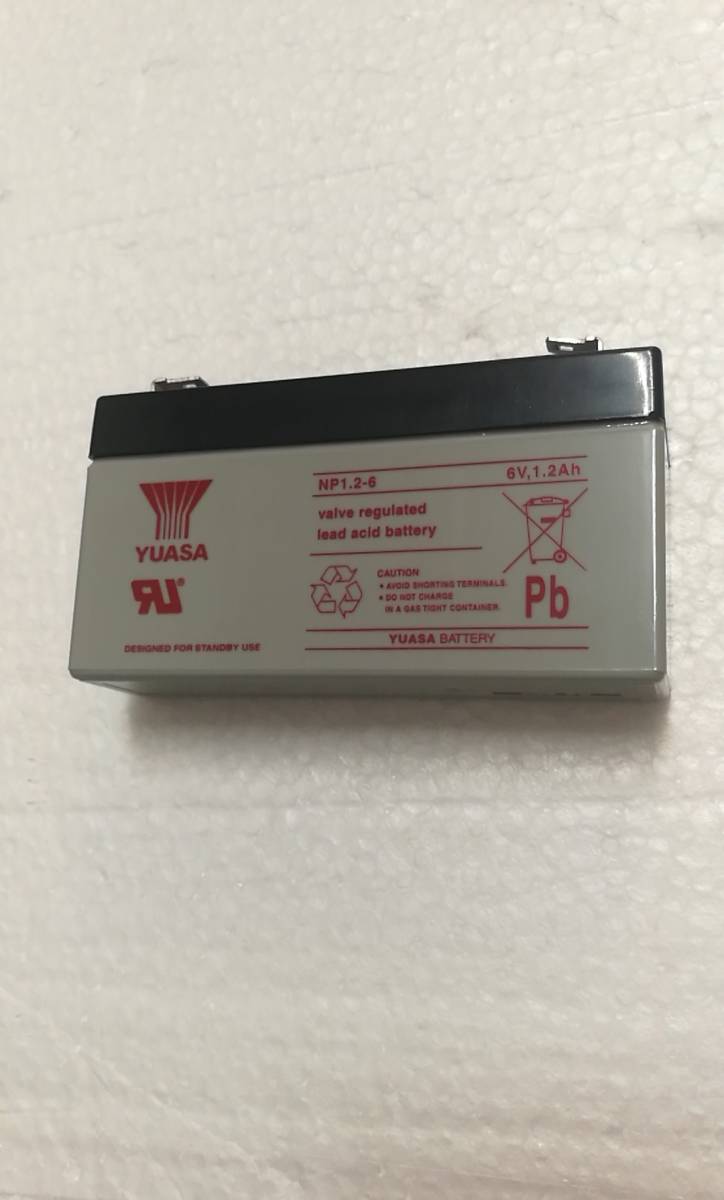 NP1.2-6 6V,1.2Ah
valve regulated
lead acid battery
YUASA
RU®
CAUTION
• AVOID SHORTING TERMINALS.
• DO NOT CHARGE
IN A GAS TIGHT CONTAINER.
Pb
DESIGNED FOR STANDBY USE
YUASA BATTERY